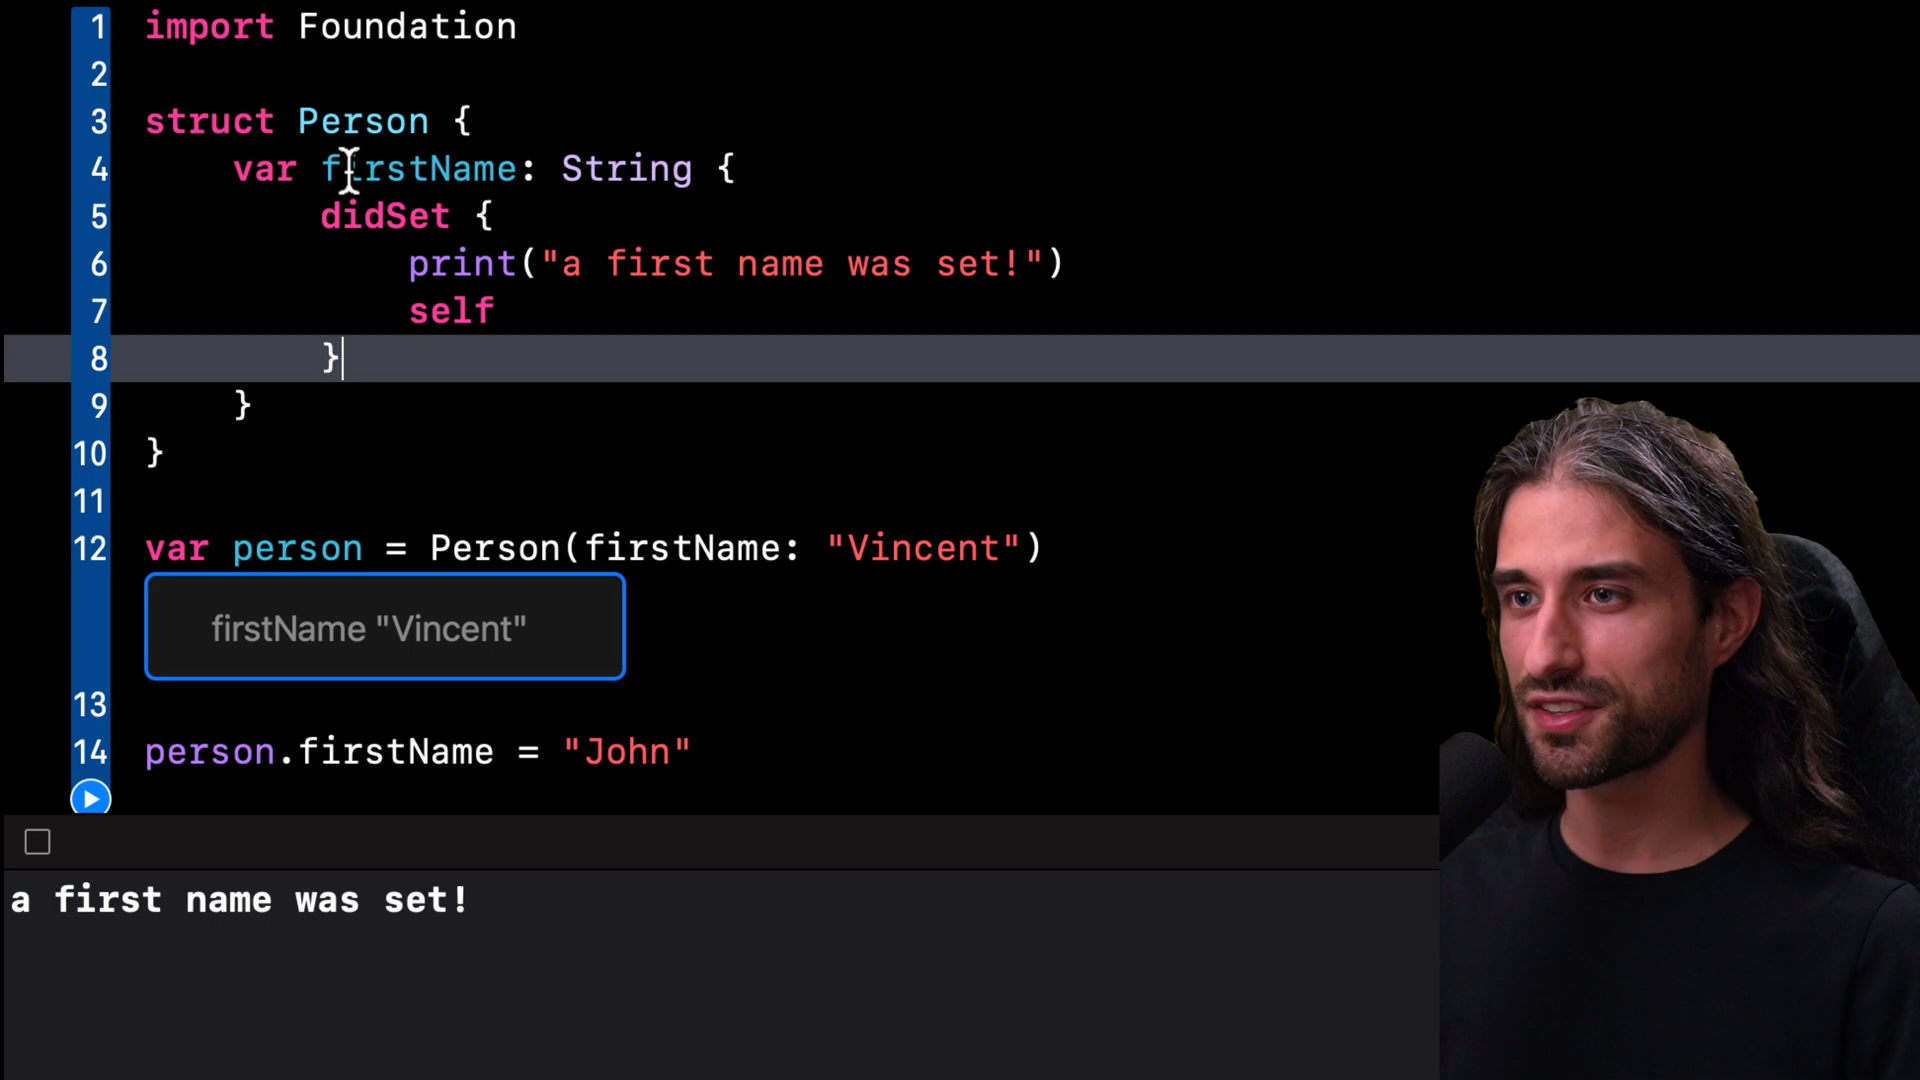 1 import Foundation
2
3 struct Person {
4 var firstName: String {
5 didSet {
6 print("a first name was set!")
7 self
8 }
9 }
10 }
11
12 var person = Person(firstName: "Vincent")
firstName "Vincent"
13
14 person.firstName = "John"
a first name was set!